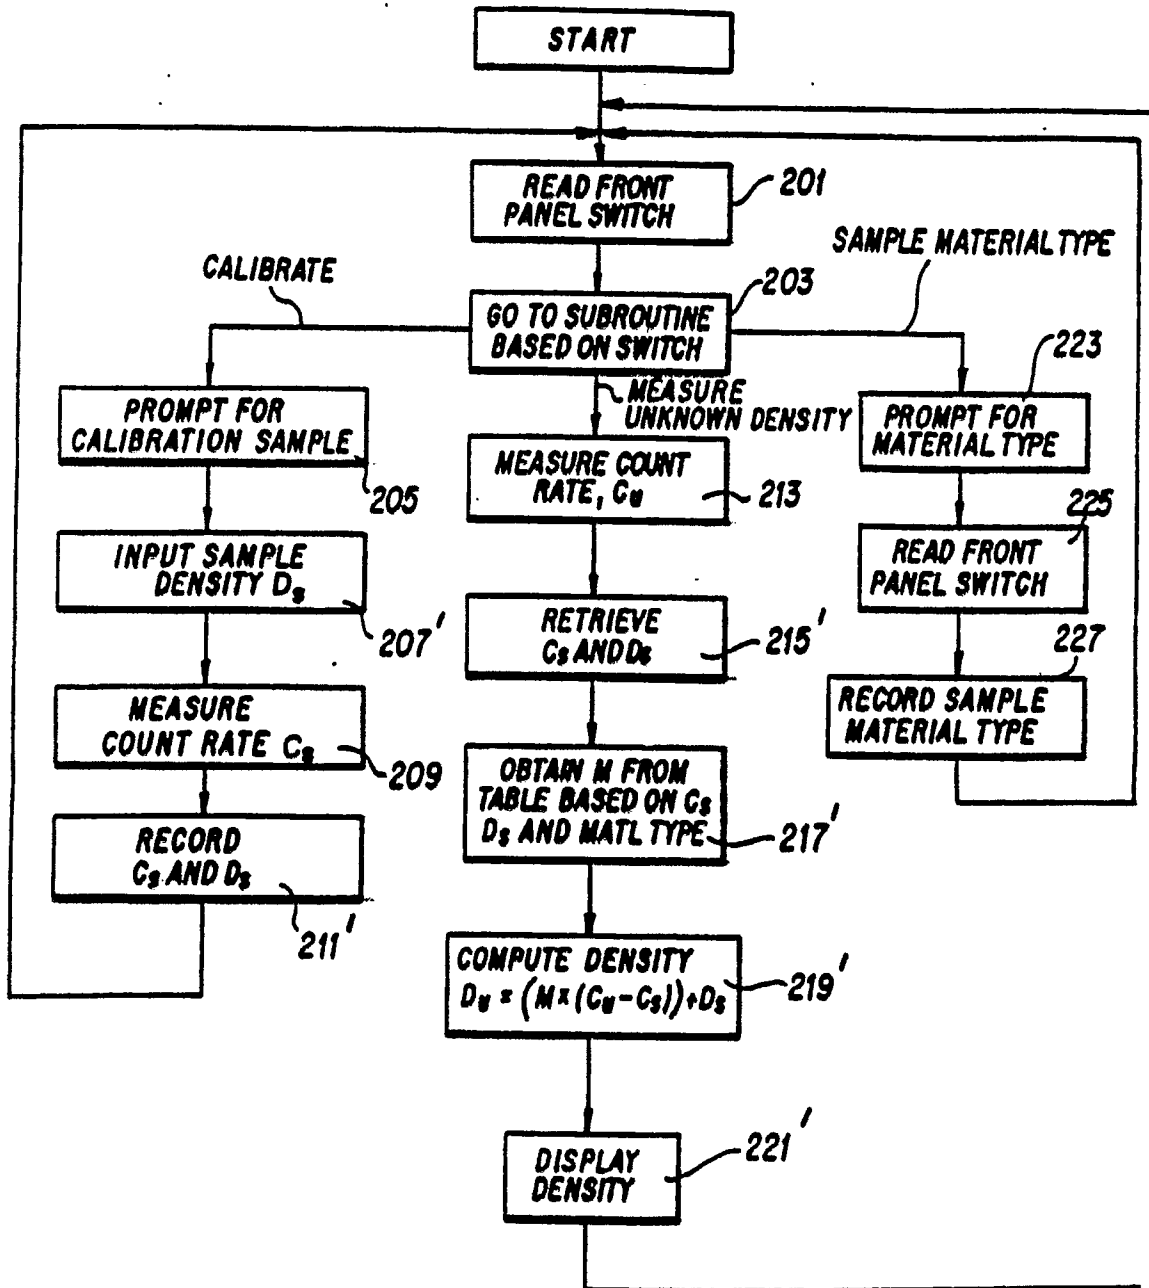 START
READ FRONT
PANEL SWITCH
201
CALIBRATE
SAMPLE MATERIAL TYPE
GO TO SUBROUTINE
BASED ON SWITCH
203
MEASURE
UNKNOWN DENSITY
PROMPT FOR
CALIBRATION SAMPLE
205
INPUT SAMPLE
DENSITY Ds
207'
MEASURE
COUNT RATE Cs
209
RECORD
Cs AND Ds
211'
MEASURE COUNT
RATE, Cu
213
RETRIEVE
Cs AND Ds
215'
OBTAIN M FROM
TABLE BASED ON Cs
Ds AND MATL TYPE
217'
COMPUTE DENSITY
Du = (M x (Cu - Cs)) + Ds
219'
DISPLAY
DENSITY
221'
PROMPT FOR
MATERIAL TYPE
223
READ FRONT
PANEL SWITCH
225
RECORD SAMPLE
MATERIAL TYPE
227